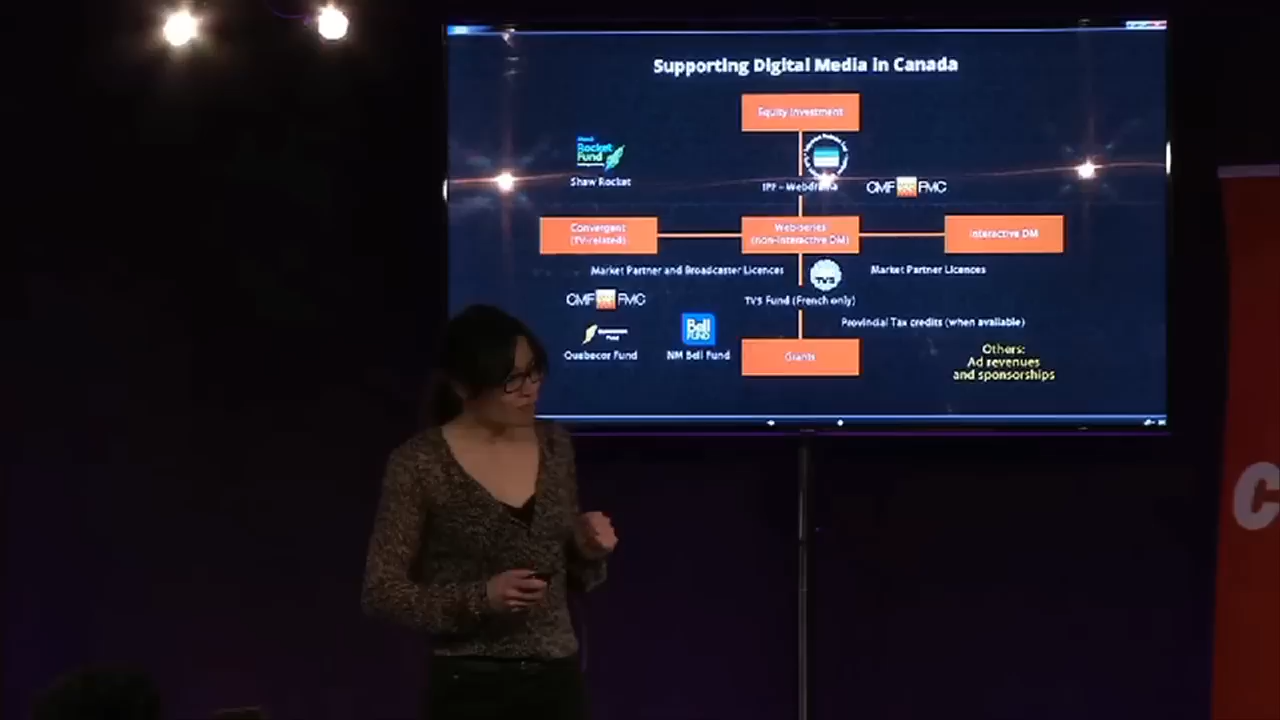 Supporting Digital Media in Canada
Equity Investment
Rocket
Fund
Shaw Rocket
IPF - Webdrama
CMF FMC
Convergent
(TV-related)
Web-series
(non-interactive DM)
Interactive DM
Market Partner and Broadcaster Licences
TV5
Market Partner Licences
CMF FMC
TV5 Fund (French only)
Provincial Tax credits (when available)
Bell
FUND
Quebecor Fund
NM Bell Fund
Grants
Others:
Ad revenues
and sponsorships
C